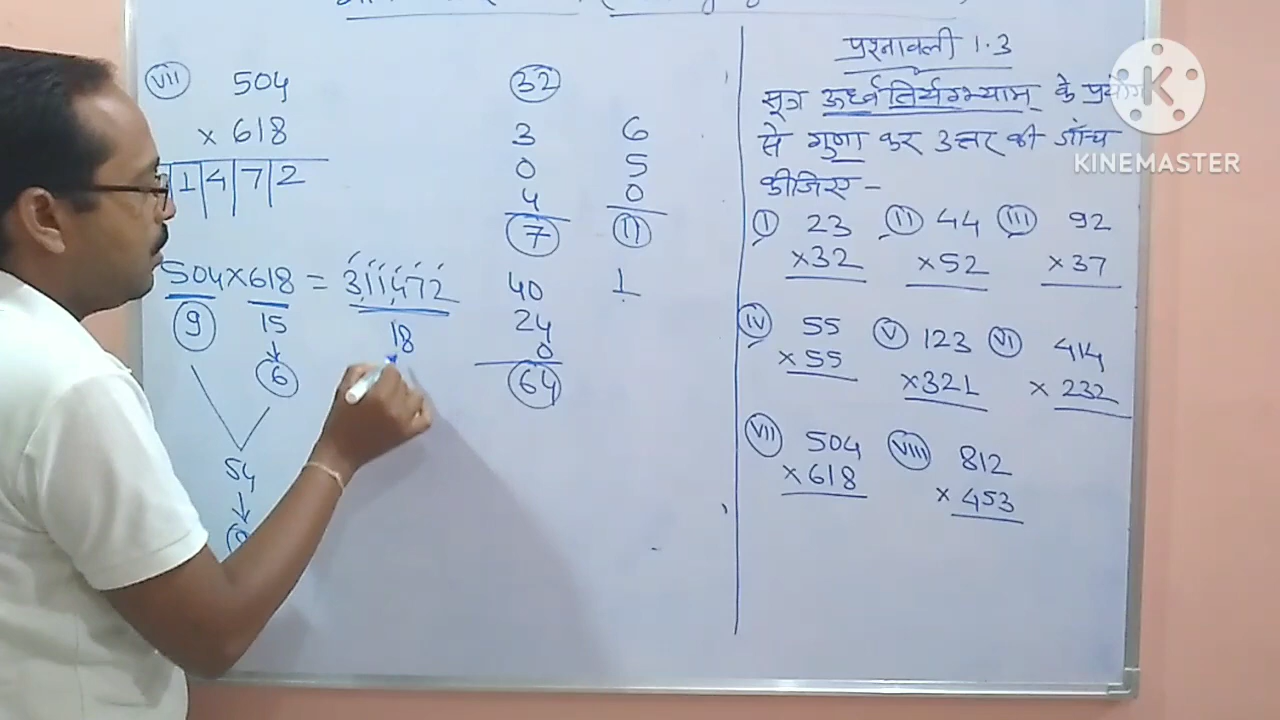 VII 504
× 618
1 4 7 2
504×618 = 311472
9 15 18
6
54
32
3 6
0 5
4 0
7 11
40 1
24
0
64
प्रश्नावली 1.3
सूत्र ऊर्ध्व तिर्यग्भ्याम् के प्रयोग
से गुणा कर उत्तर की जाँच
कीजिए -
I 23 II 44 III 92
×32 ×52 ×37
IV 55 V 123 VI 414
×55 ×321 × 232
VII 504 VIII 812
×618 × 453
K
KINEMASTER